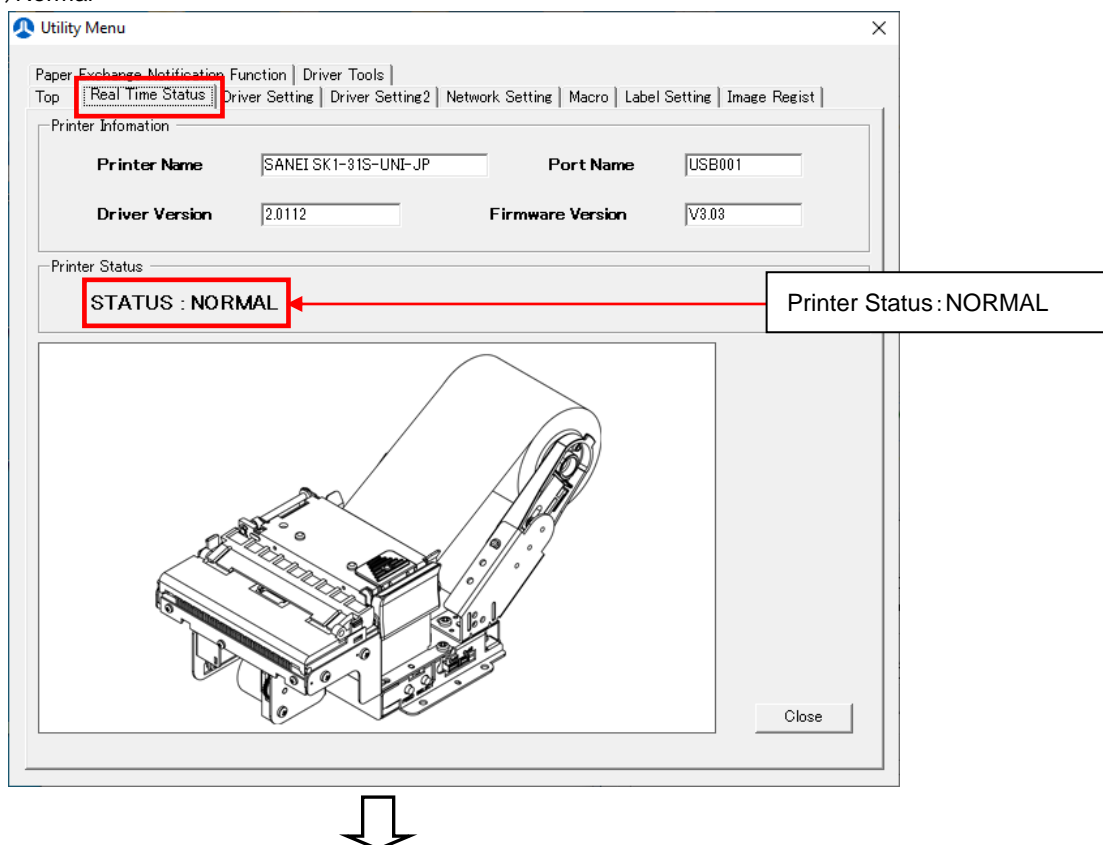 Normal
Utility Menu
Paper Exchange Notification Function
Driver Tools
Top
Real Time Status
Driver Setting
Driver Setting2
Network Setting
Macro
Label Setting
Image Regist
Printer Infomation
Printer Name
SANEI SK1-31S-UNI-JP
Port Name
USB001
Driver Version
2.0112
Firmware Version
V3.03
Printer Status
STATUS : NORMAL
Printer Status：NORMAL
Close